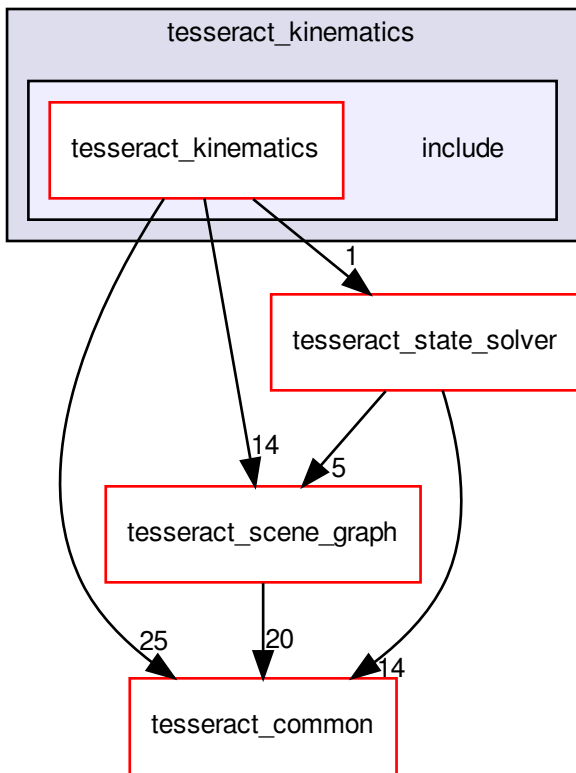 tesseract_kinematics
tesseract_kinematics
include
1
tesseract_state_solver
14
5
tesseract_scene_graph
25
20
14
tesseract_common